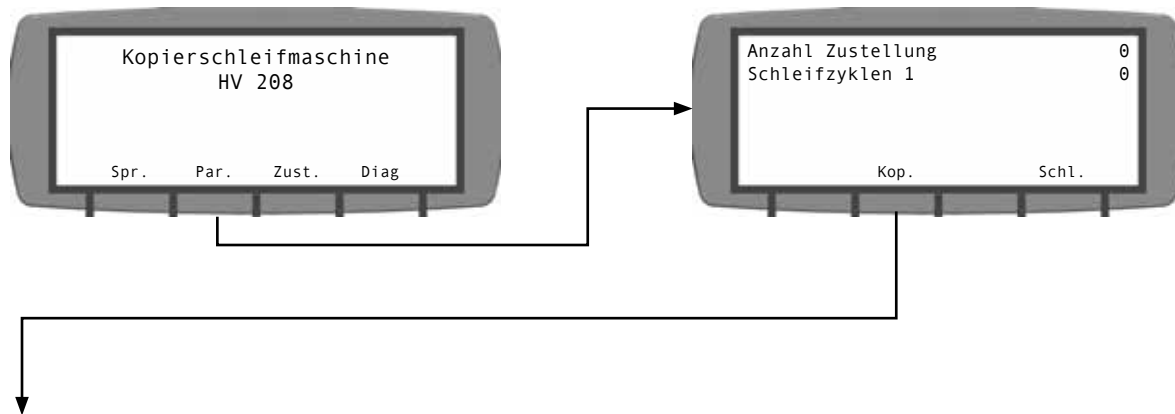 Kopierschleifmaschine
HV 208
Spr. Par. Zust. Diag
Anzahl Zustellung 0
Schleifzyklen 1 0
Kop. Schl.